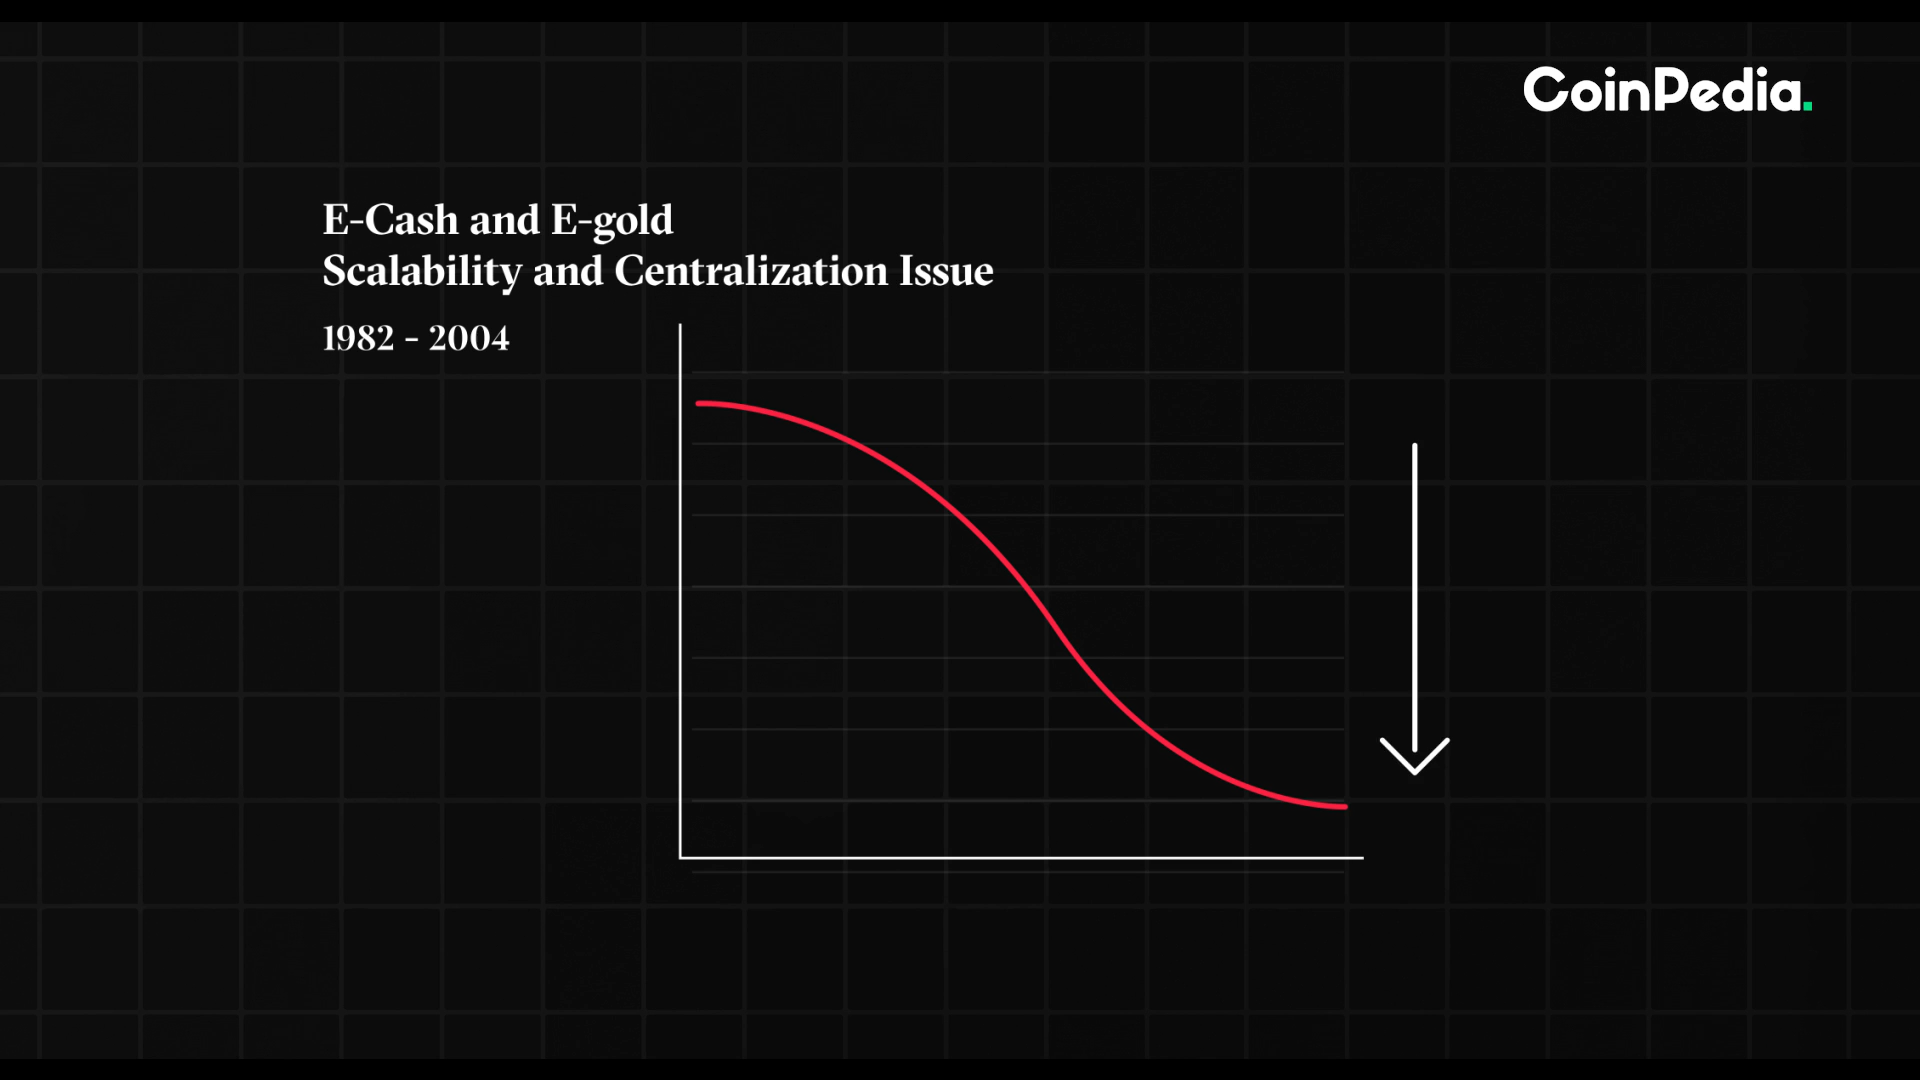 CoinPedia.
E-Cash and E-gold
Scalability and Centralization Issue
1982 - 2004